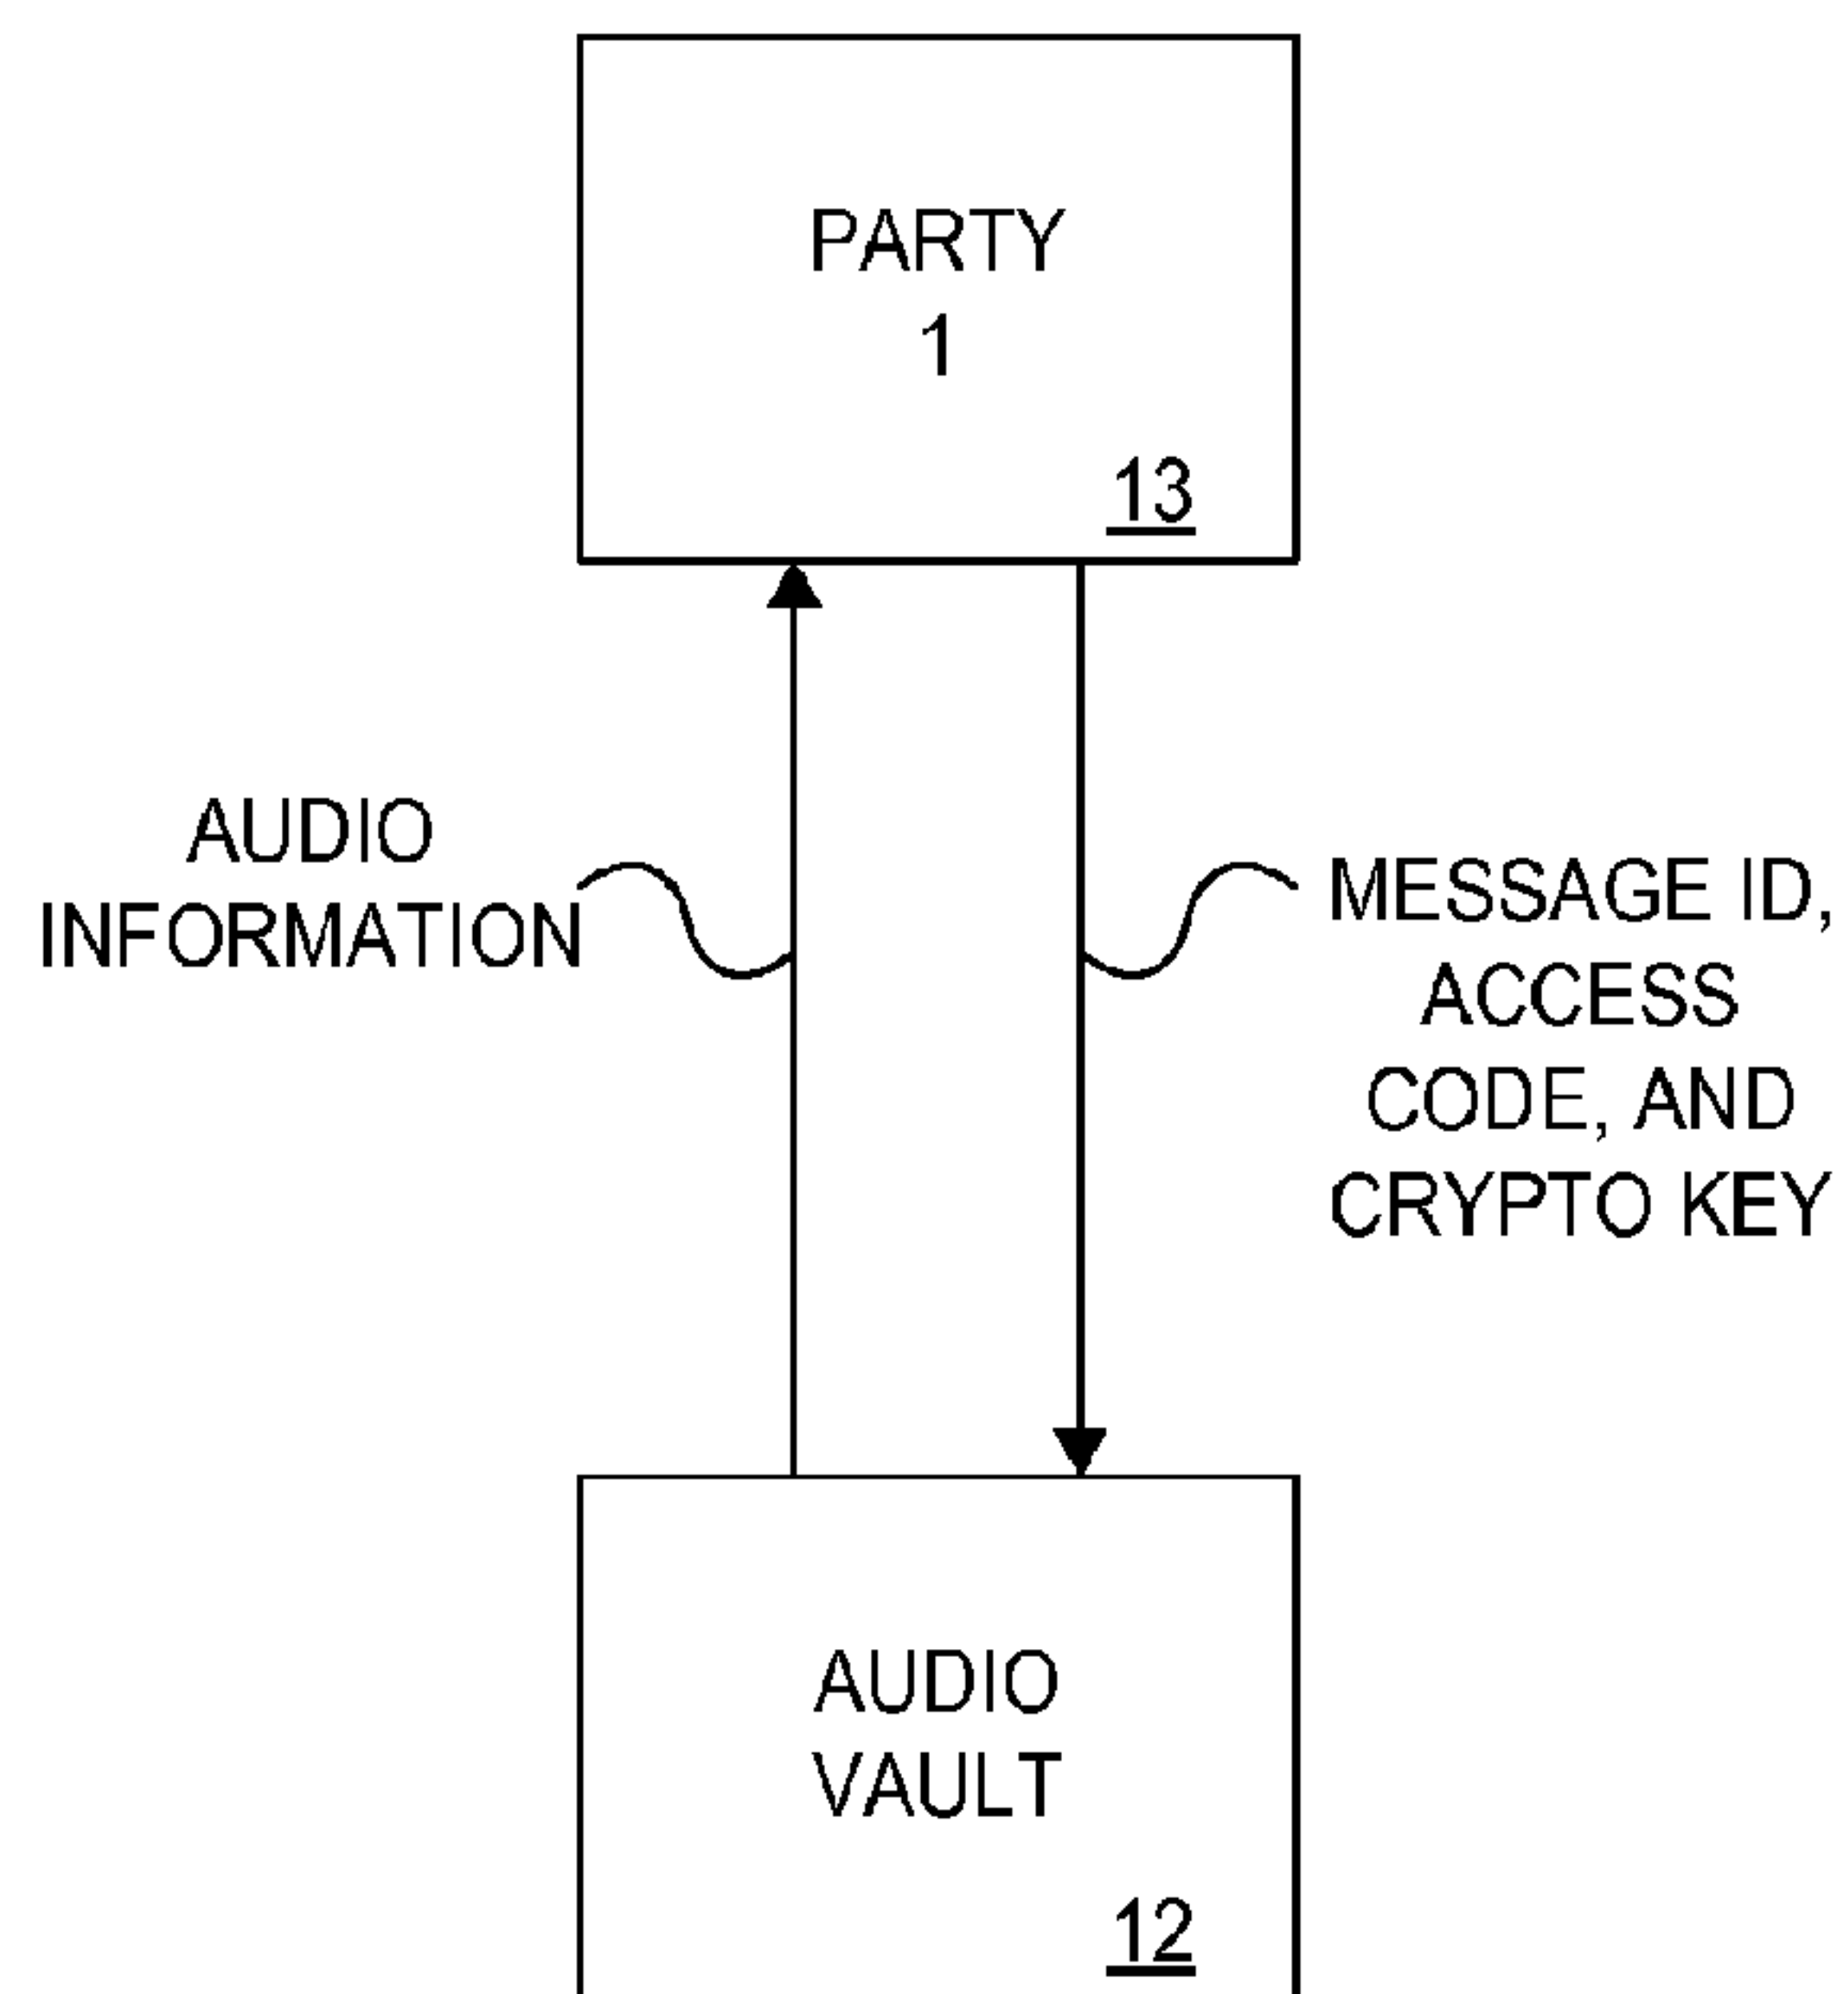 PARTY
1
13
AUDIO
INFORMATION
MESSAGE ID,
ACCESS
CODE, AND
CRYPTO KEY
AUDIO
VAULT
12